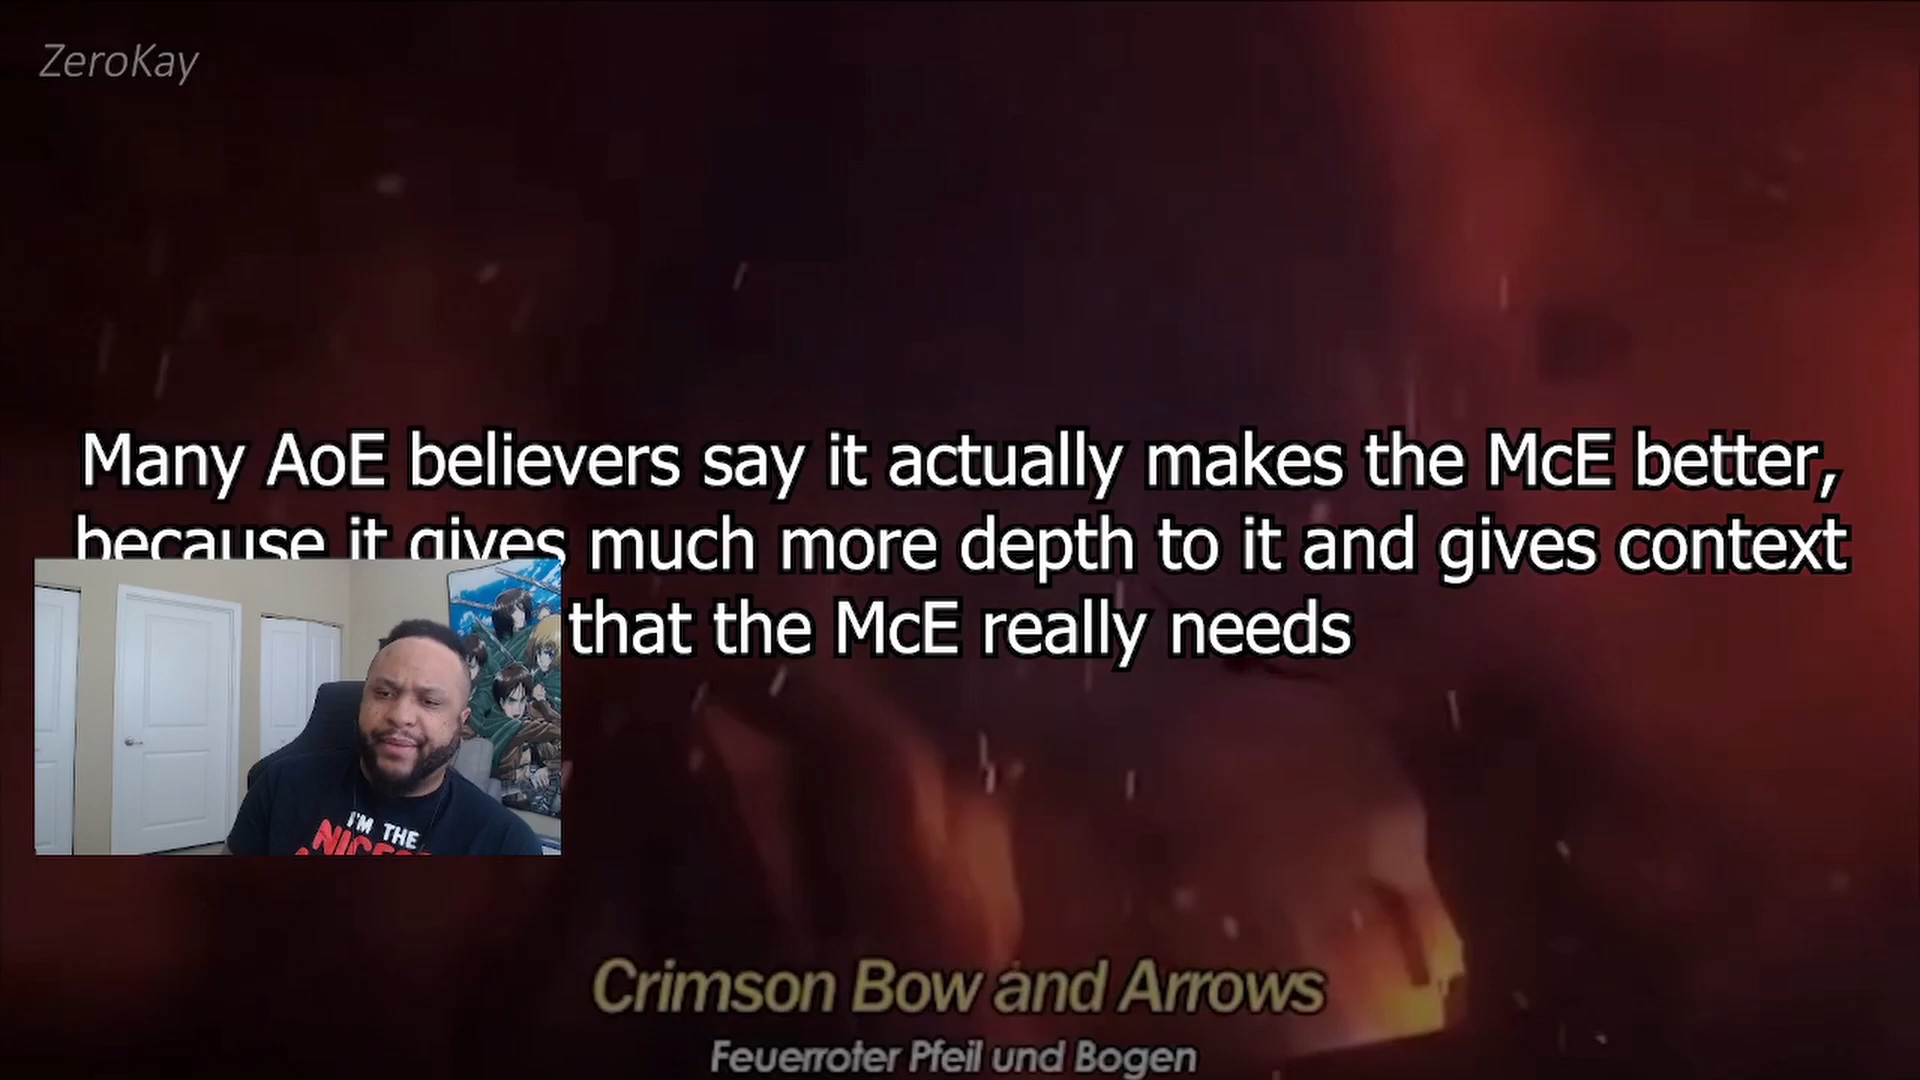 ZeroKay
Many AoE believers say it actually makes the McE better,
because it gives much more depth to it and gives context
that the McE really needs
I'M THE
Crimson Bow and Arrows
Feuerroter Pfeil und Bogen